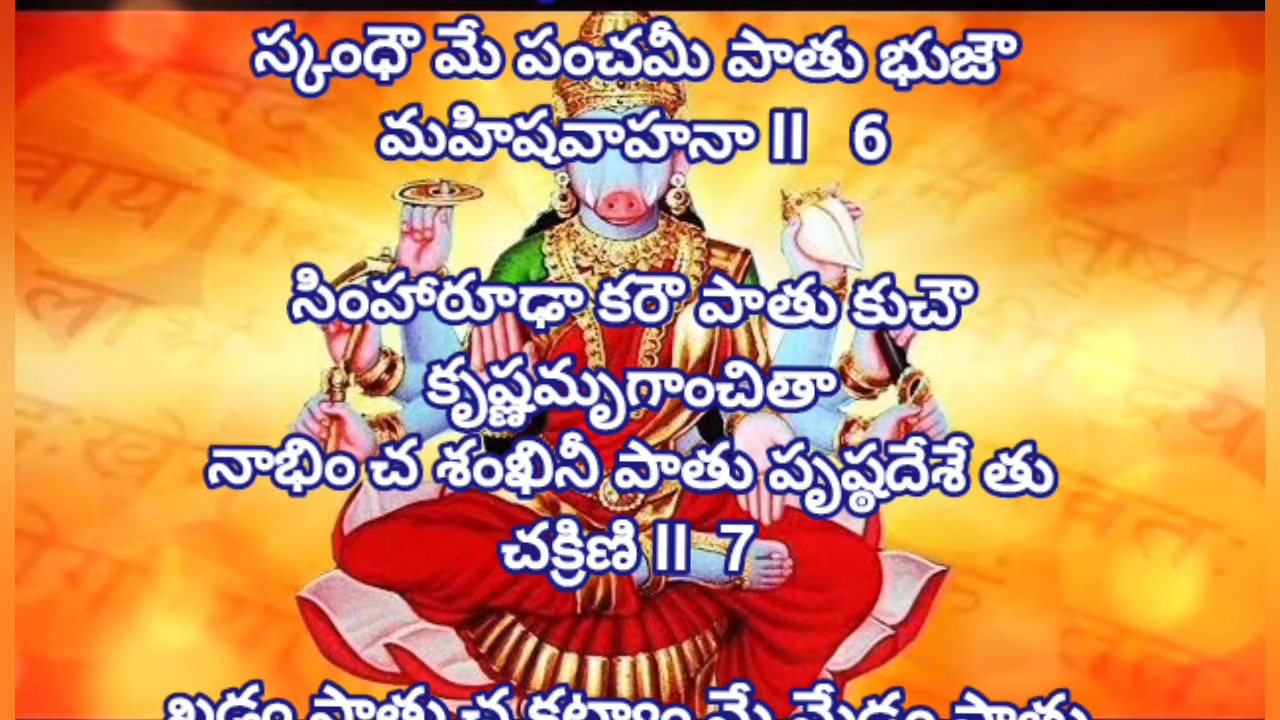 స్కంధౌ మే పంచమీ పాతు భుజౌ
మహిషవాహనా || 6
సింహారూఢా కరౌ పాతు కుచౌ
కృష్ణమృగాంచితా
నాభిం చ శంఖినీ పాతు పృష్ఠదేశే తు
చక్రిణి || 7
పాతు చ మే పాతు